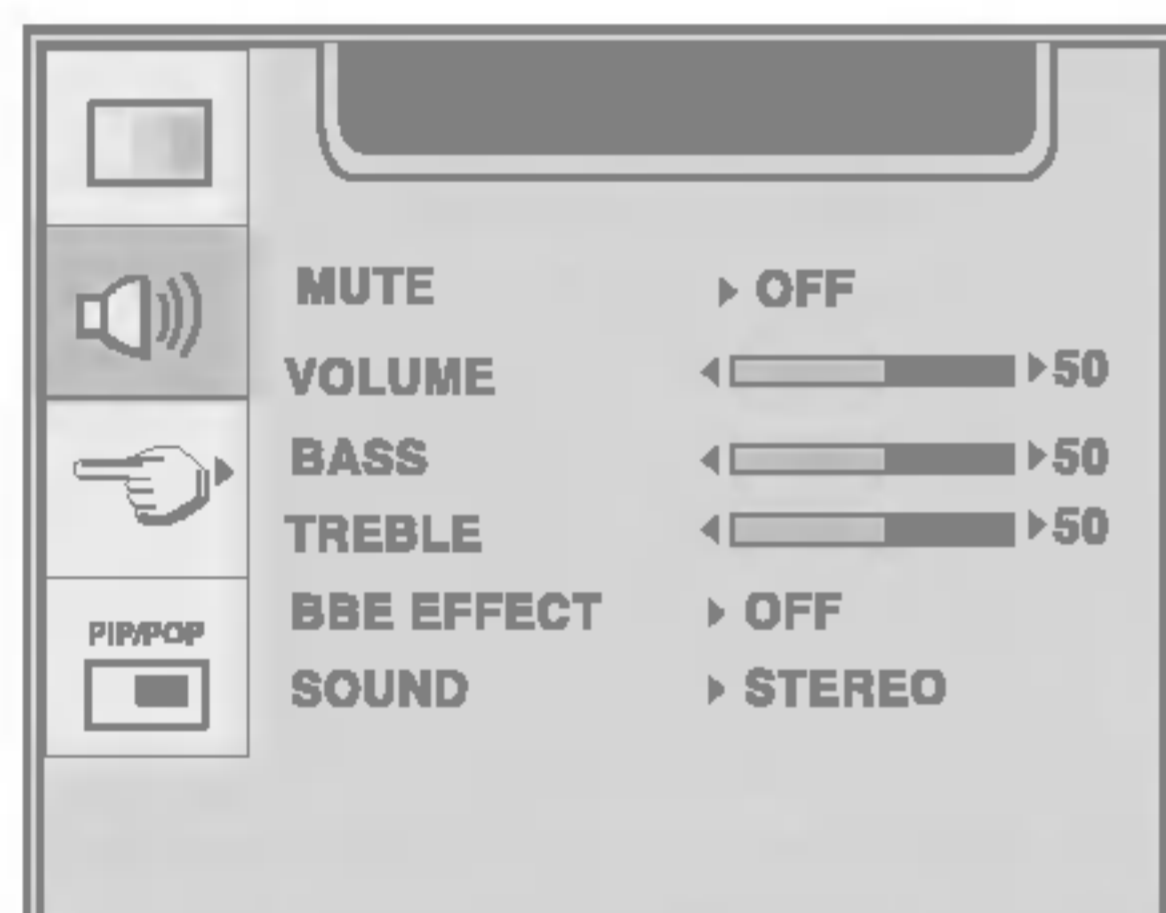 MUTE OFF
VOLUME 50
BASS 50
TREBLE 50
BBE EFFECT OFF
PIP/POP
SOUND STEREO